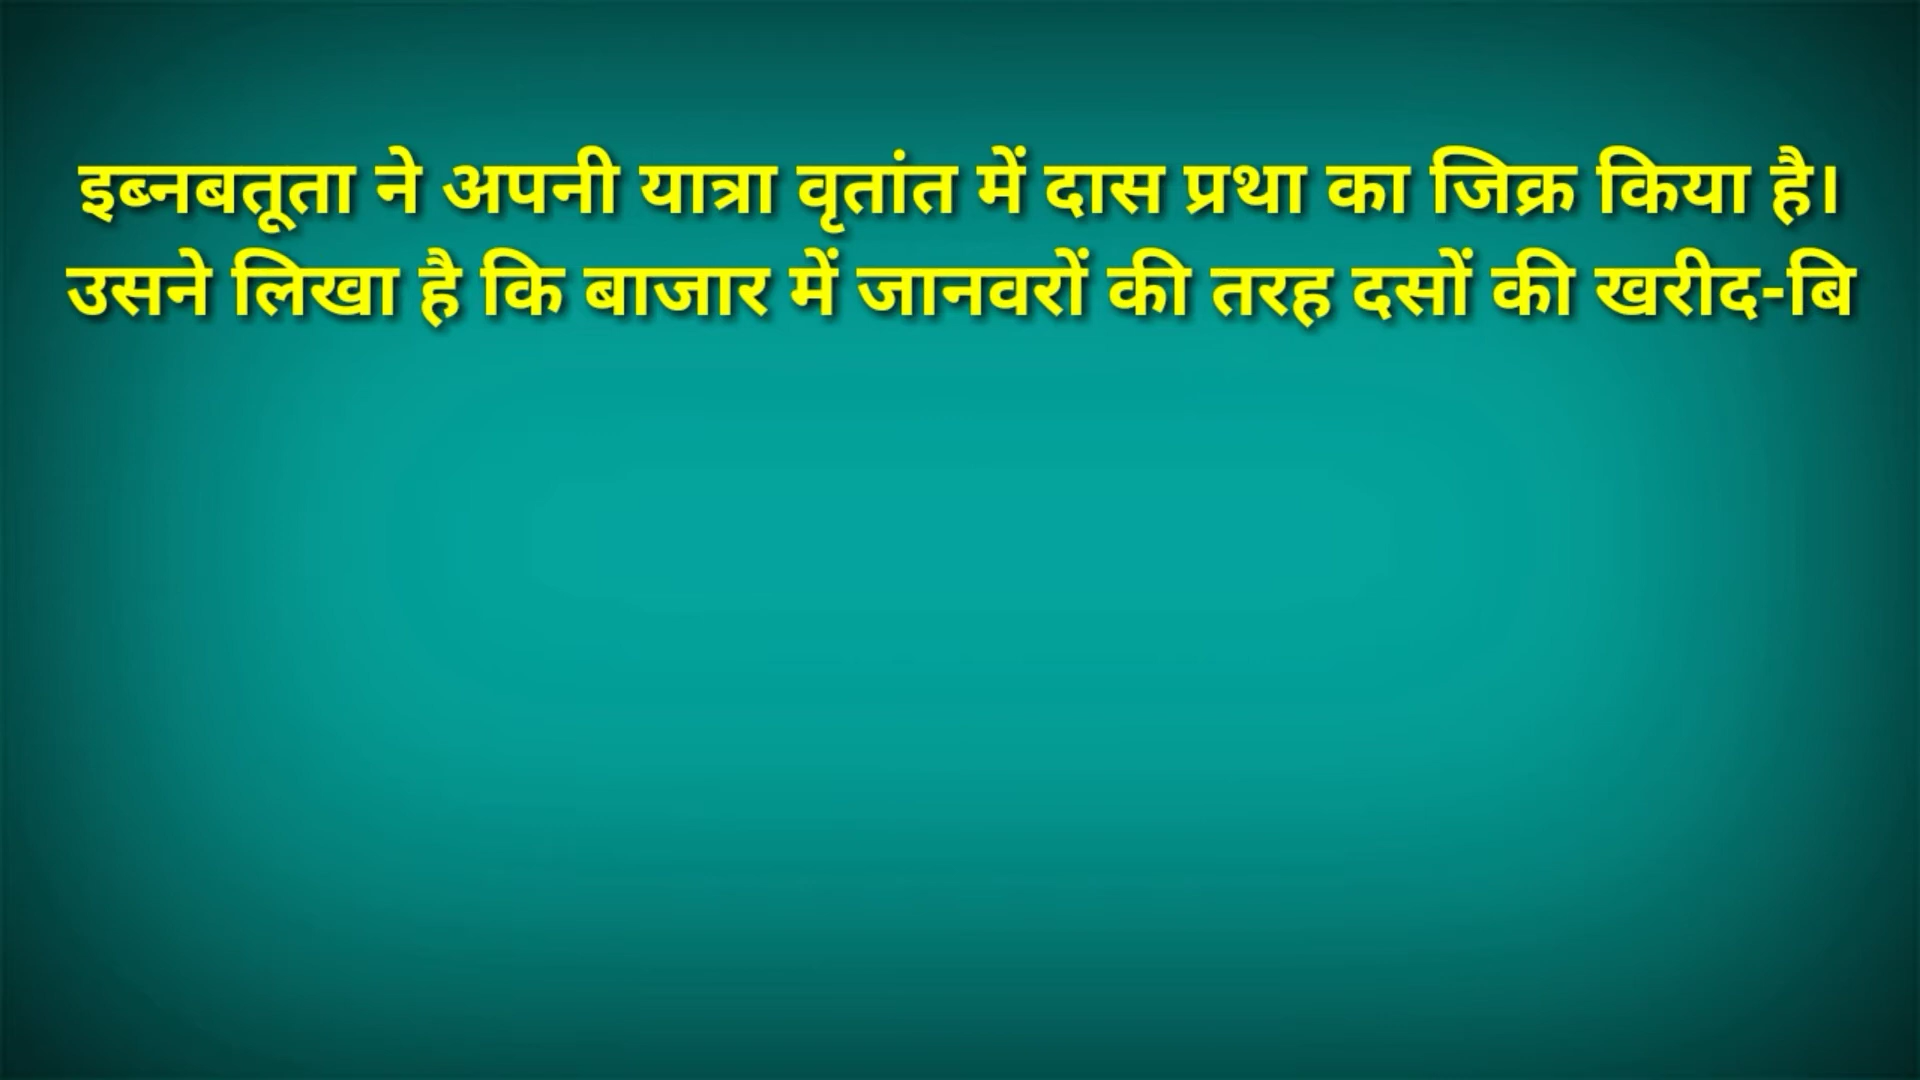 इब्नबतूता ने अपनी यात्रा वृतांत में दास प्रथा का जिक्र किया है।
उसने लिखा है कि बाजार में जानवरों की तरह दसों की खरीद-बि